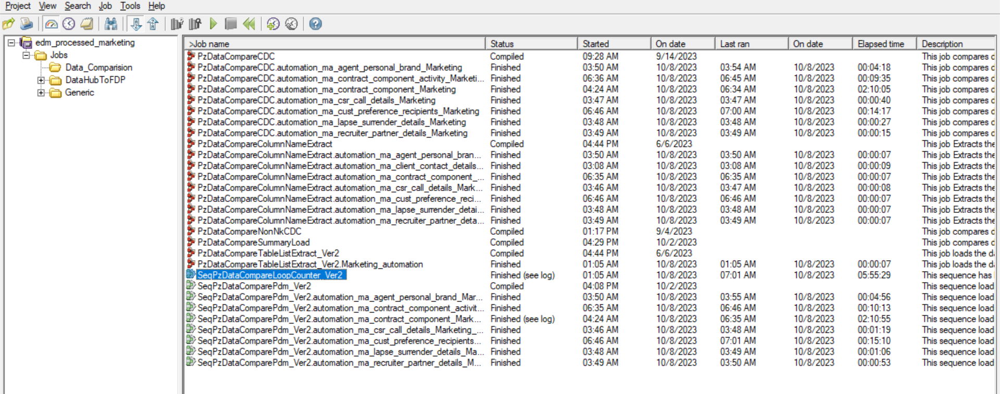 Project View Search Job Tools Help
edm_processed_marketing
Jobs
Data_Comparision
DataHubToFDP
Generic
>Job name Status Started On date Last ran On date Elapsed time Description
PzDataCompareCDC Compiled 09:28 AM 9/14/2023 This job compares d
PzDataCompareCDC.automation_ma_agent_personal_brand_Marketing Finished 03:50 AM 10/8/2023 03:54 AM 10/8/2023 00:04:18 This job compares d
PzDataCompareCDC.automation_ma_contract_component_activity_Marketi... Finished 06:36 AM 10/8/2023 06:45 AM 10/8/2023 00:09:35 This job compares d
PzDataCompareCDC.automation_ma_contract_component_Marketing Finished 04:24 AM 10/8/2023 06:34 AM 10/8/2023 02:10:05 This job compares d
PzDataCompareCDC.automation_ma_csr_call_details_Marketing Finished 03:47 AM 10/8/2023 03:47 AM 10/8/2023 00:00:40 This job compares d
PzDataCompareCDC.automation_ma_cust_preference_recipients_Marketing Finished 06:46 AM 10/8/2023 07:00 AM 10/8/2023 00:14:17 This job compares d
PzDataCompareCDC.automation_ma_lapse_surrender_details_Marketing Finished 03:48 AM 10/8/2023 03:48 AM 10/8/2023 00:00:27 This job compares d
PzDataCompareCDC.automation_ma_recruiter_partner_details_Marketing Finished 03:49 AM 10/8/2023 03:49 AM 10/8/2023 00:00:15 This job compares d
PzDataCompareColumnNameExtract Compiled 04:44 PM 6/6/2023 This job Extracts the
PzDataCompareColumnNameExtract.automation_ma_agent_personal_bran... Finished 03:50 AM 10/8/2023 03:50 AM 10/8/2023 00:00:07 This job Extracts the
PzDataCompareColumnNameExtract.automation_ma_client_contact_details... Finished 03:08 AM 10/8/2023 03:08 AM 10/8/2023 00:00:09 This job Extracts the
PzDataCompareColumnNameExtract.automation_ma_contract_component_... Finished 06:35 AM 10/8/2023 06:35 AM 10/8/2023 00:00:07 This job Extracts the
PzDataCompareColumnNameExtract.automation_ma_csr_call_details_Mark... Finished 03:46 AM 10/8/2023 03:47 AM 10/8/2023 00:00:08 This job Extracts the
PzDataCompareColumnNameExtract.automation_ma_cust_preference_reci... Finished 06:46 AM 10/8/2023 06:46 AM 10/8/2023 00:00:07 This job Extracts the
PzDataCompareColumnNameExtract.automation_ma_lapse_surrender_detai... Finished 03:48 AM 10/8/2023 03:48 AM 10/8/2023 00:00:07 This job Extracts the
PzDataCompareColumnNameExtract.automation_ma_recruiter_partner_deta... Finished 03:49 AM 10/8/2023 03:49 AM 10/8/2023 00:00:07 This job Extracts the
PzDataCompareNonNkCDC Compiled 01:17 PM 9/4/2023 This job compares d
PzDataCompareSummaryLoad Compiled 04:29 PM 10/2/2023 This job compares d
PzDataCompareTableListExtract_Ver2 Compiled 04:44 PM 6/6/2023 This job loads the d
PzDataCompareTableListExtract_Ver2.Marketing_automation Finished 01:05 AM 10/8/2023 01:05 AM 10/8/2023 00:00:07 This job loads the d
SeqPzDataCompareLoopCounter_Ver2 Finished (see log) 01:05 AM 10/8/2023 07:01 AM 10/8/2023 05:55:29 This sequence has
SeqPzDataComparePdm_Ver2 Compiled 04:08 PM 10/2/2023 This sequence load
SeqPzDataComparePdm_Ver2.automation_ma_agent_personal_brand_Mar... Finished 03:50 AM 10/8/2023 03:55 AM 10/8/2023 00:04:56 This sequence load
SeqPzDataComparePdm_Ver2.automation_ma_contract_component_activit... Finished 06:35 AM 10/8/2023 06:46 AM 10/8/2023 00:10:13 This sequence load
SeqPzDataComparePdm_Ver2.automation_ma_contract_component_Mark... Finished (see log) 04:24 AM 10/8/2023 06:35 AM 10/8/2023 02:10:55 This sequence load
SeqPzDataComparePdm_Ver2.automation_ma_csr_call_details_Marketing_... Finished 03:46 AM 10/8/2023 03:48 AM 10/8/2023 00:01:19 This sequence load
SeqPzDataComparePdm_Ver2.automation_ma_cust_preference_recipients... Finished 06:46 AM 10/8/2023 07:01 AM 10/8/2023 00:15:10 This sequence load
SeqPzDataComparePdm_Ver2.automation_ma_lapse_surrender_details_Ma... Finished 03:48 AM 10/8/2023 03:49 AM 10/8/2023 00:01:06 This sequence load
SeqPzDataComparePdm_Ver2.automation_ma_recruiter_partner_details_M... Finished 03:49 AM 10/8/2023 03:50 AM 10/8/2023 00:00:53 This sequence load